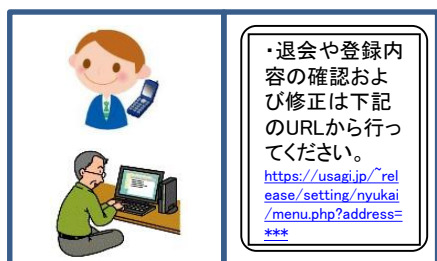 ・退会や登録内
容の確認およ
び修正は下記
のURLから行っ
てください。
https://usagi.jp/~rel
ease/setting/nyukai
/menu.php?address=
***